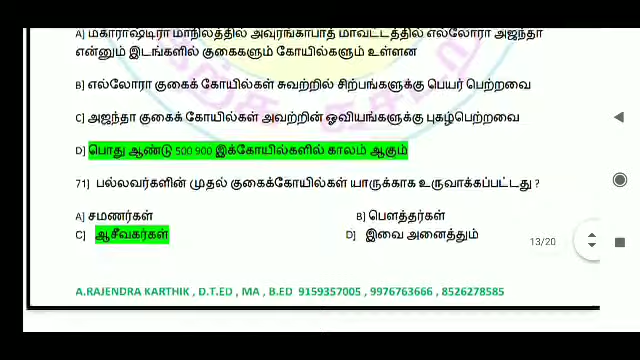 A] மகாராஷ்டிரா மாநிலத்தில் அவுரங்காபாத் மாவட்டத்தில் எல்லோரா அஜந்தா
என்னும் இடங்களில் குகைகளும் கோயில்களும் உள்ளன
B] எல்லோரா குகைக் கோயில்கள் சுவற்றில் சிற்பங்களுக்கு பெயர் பெற்றவை
C] அஜந்தா குகைக் கோயில்கள் அவற்றின் ஓவியங்களுக்கு புகழ்பெற்றவை
D] பொது ஆண்டு 500 900 இக்கோயில்களில் காலம் ஆகும்
71] பல்லவர்களின் முதல் குகைக்கோயில்கள் யாருக்காக உருவாக்கப்பட்டது ?
A] சமணர்கள் B] பௌத்தர்கள்
C] ஆசீவகர்கள் D] இவை அனைத்தும்
13/20
A.RAJENDRA KARTHIK , D.T.ED , MA , B.ED 9159357005 , 9976763666 , 8526278585